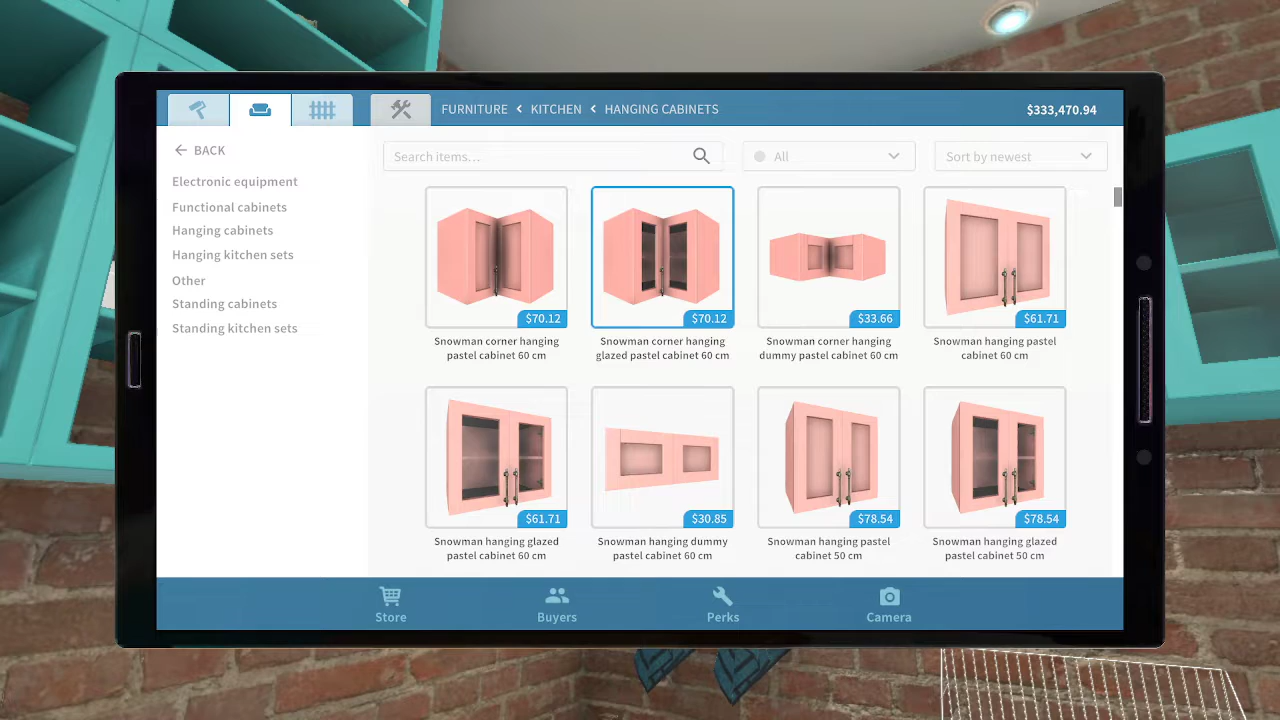 FURNITURE < KITCHEN < HANGING CABINETS
$333,470.94
BACK
Electronic equipment
Functional cabinets
Hanging cabinets
Hanging kitchen sets
Other
Standing cabinets
Standing kitchen sets
Search items...
All
Sort by newest
$70.12
Snowman corner hanging
pastel cabinet 60 cm
$70.12
Snowman corner hanging
glazed pastel cabinet 60 cm
$33.66
Snowman corner hanging
dummy pastel cabinet 60 cm
$61.71
Snowman hanging pastel
cabinet 60 cm
$61.71
Snowman hanging glazed
pastel cabinet 60 cm
$30.85
Snowman hanging dummy
pastel cabinet 60 cm
$78.54
Snowman hanging pastel
cabinet 50 cm
$78.54
Snowman hanging glazed
pastel cabinet 50 cm
Store
Buyers
Perks
Camera